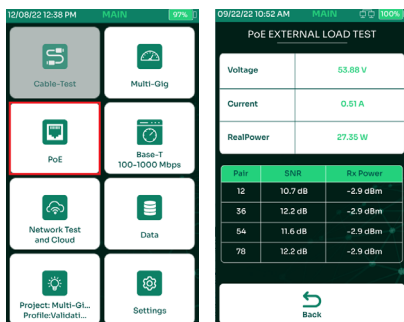 12/08/22 12:38 PM MAIN 97%
Cable-Test
Multi-Gig
PoE
Base-T
100-1000 Mbps
Network Test
and Cloud
Data
Project: Multi-Gi...
Profile:Validati...
Settings
09/22/22 10:52 AM MAIN 100%
PoE EXTERNAL LOAD TEST
Voltage 53.88 V
Current 0.51 A
RealPower 27.35 W
Pair SNR Rx Power
12 10.7 dB -2.9 dBm
36 12.2 dB -2.9 dBm
54 11.6 dB -2.9 dBm
78 12.2 dB -2.9 dBm
Back